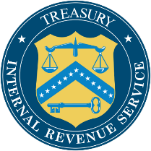 TREASURY
INTERNAL REVENUE SERVICE